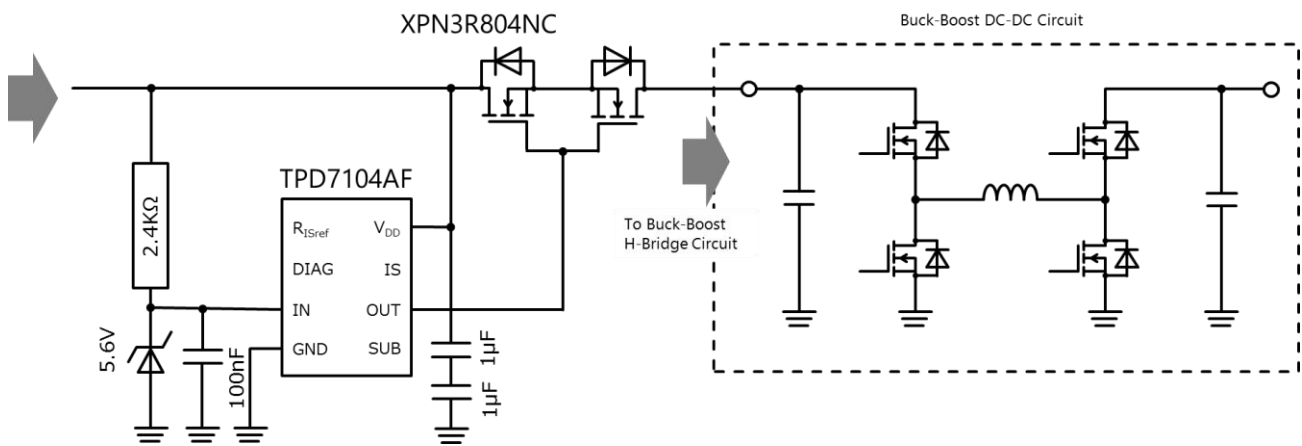 XPN3R804NC
Buck-Boost DC-DC Circuit
TPD7104AF
2.4KΩ
RISref
VDD
DIAG
IS
IN
OUT
GND
SUB
5.6V
100nF
1µF
1µF
To Buck-Boost
H-Bridge Circuit